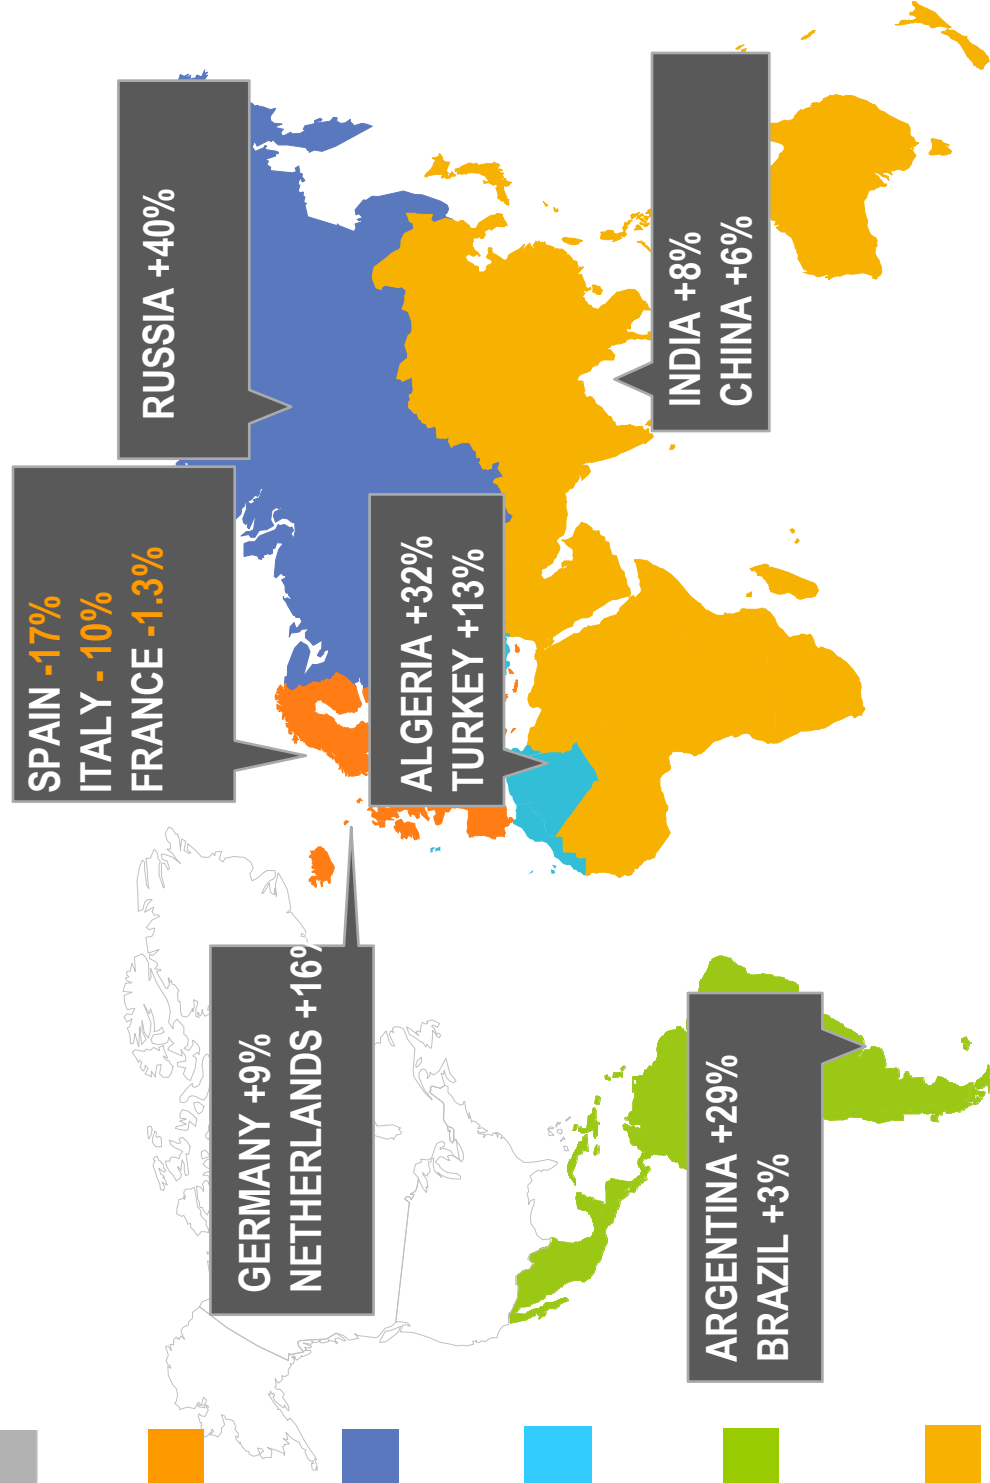 SPAIN -17%
ITALY - 10%
FRANCE -1.3%
RUSSIA +40%
GERMANY +9%
NETHERLANDS +16%
ALGERIA +32%
TURKEY +13%
INDIA +8%
CHINA +6%
ARGENTINA +29%
BRAZIL +3%